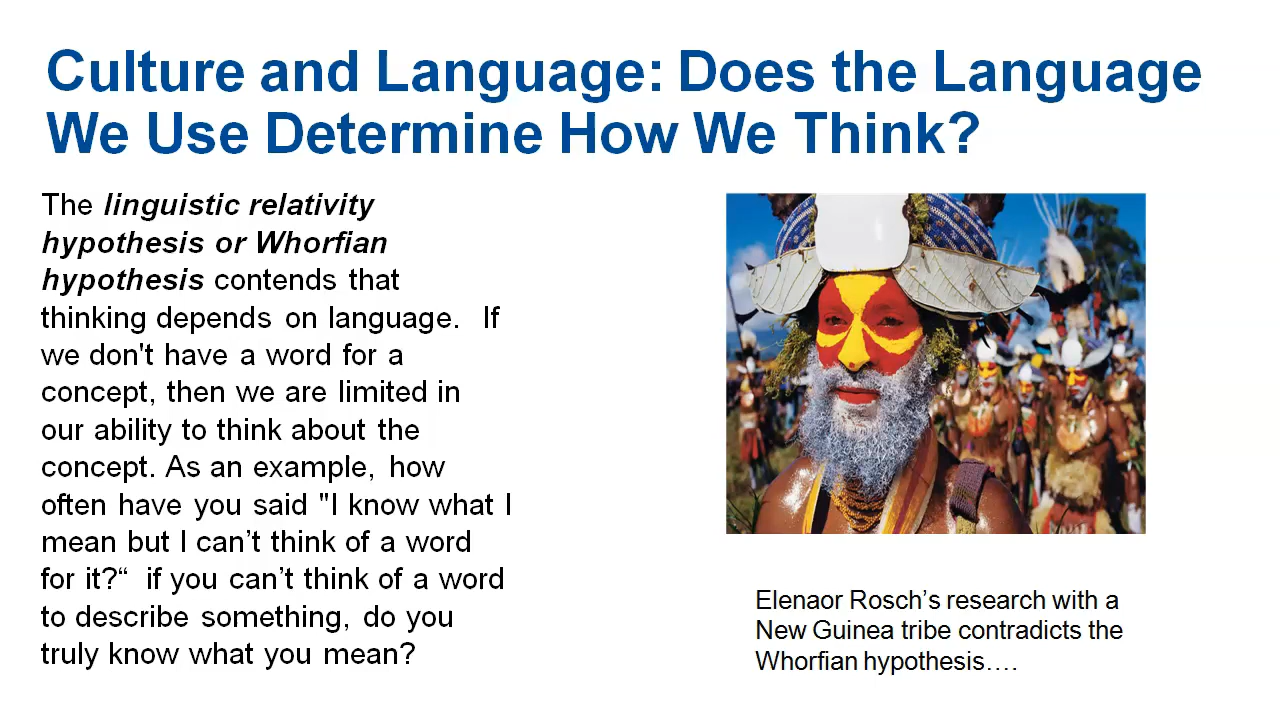 Culture and Language: Does the Language
We Use Determine How We Think?
The linguistic relativity
hypothesis or Whorfian
hypothesis contends that
thinking depends on language.  If
we don't have a word for a
concept, then we are limited in
our ability to think about the
concept. As an example, how
often have you said "I know what I
mean but I can’t think of a word
for it?“  if you can’t think of a word
to describe something, do you
truly know what you mean?
Elenaor Rosch’s research with a
New Guinea tribe contradicts the
Whorfian hypothesis….